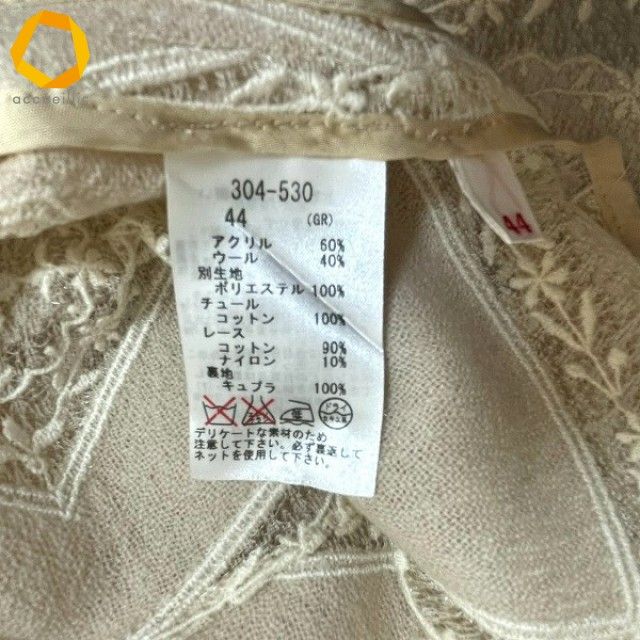 304-530
44 (GR)
アクリル 60%
ウール 40%
別生地
ポリエステル 100%
チュール
コットン 100%
レース
コットン 90%
ナイロン 10%
裏地
キュプラ 100%
デリケートな素材のため
注意して下さい。必ず裏返して
ネットを使用して下さい。
44